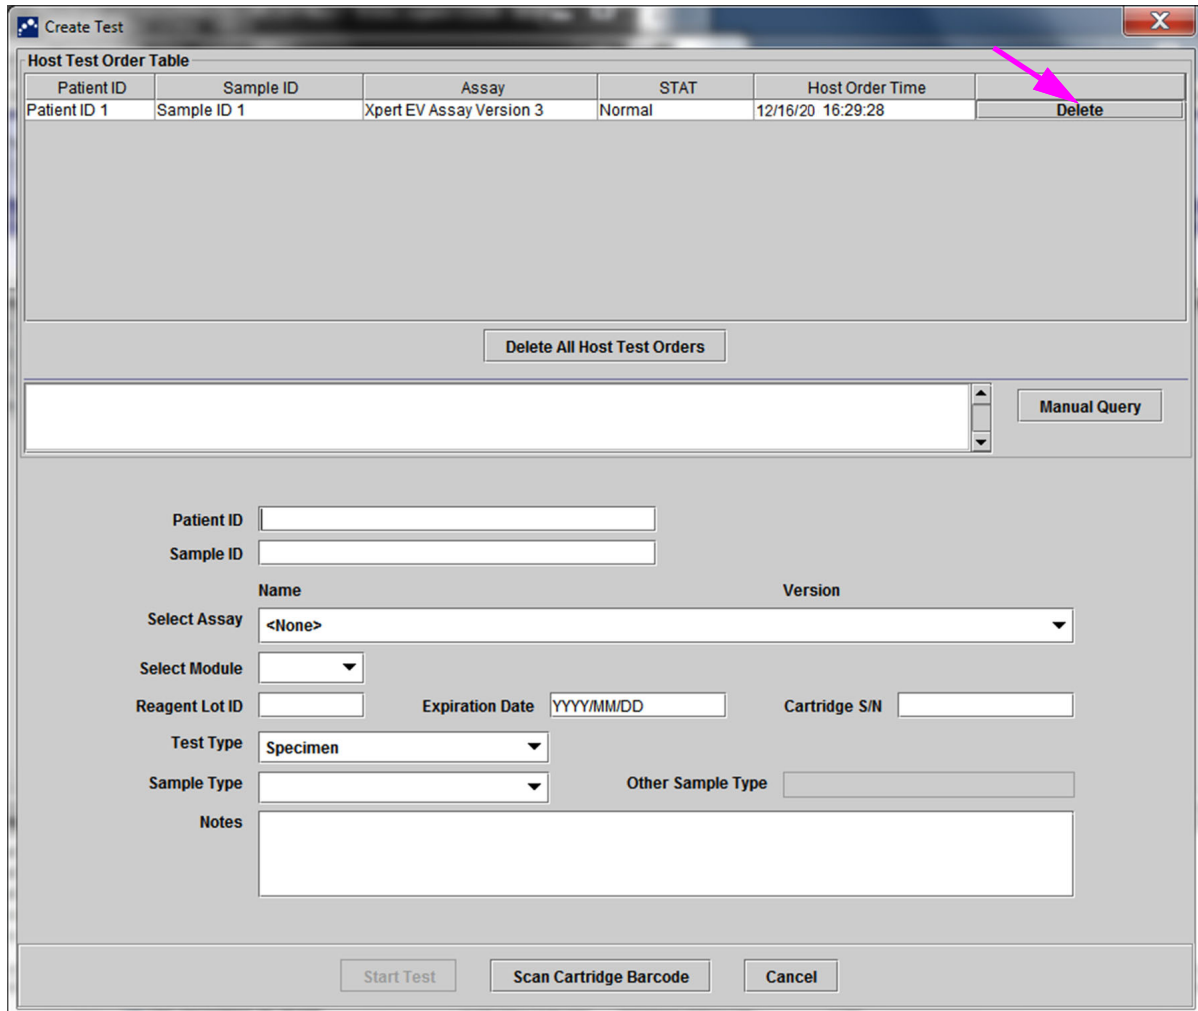 Create Test
Host Test Order Table
Patient ID Sample ID Assay STAT Host Order Time
Patient ID 1 Sample ID 1 Xpert EV Assay Version 3 Normal 12/16/20 16:29:28 Delete
Delete All Host Test Orders
Manual Query
Patient ID
Sample ID
Name Version
Select Assay <None>
Select Module
Reagent Lot ID Expiration Date YYYY/MM/DD Cartridge S/N
Test Type Specimen
Sample Type Other Sample Type
Notes
Start Test Scan Cartridge Barcode Cancel